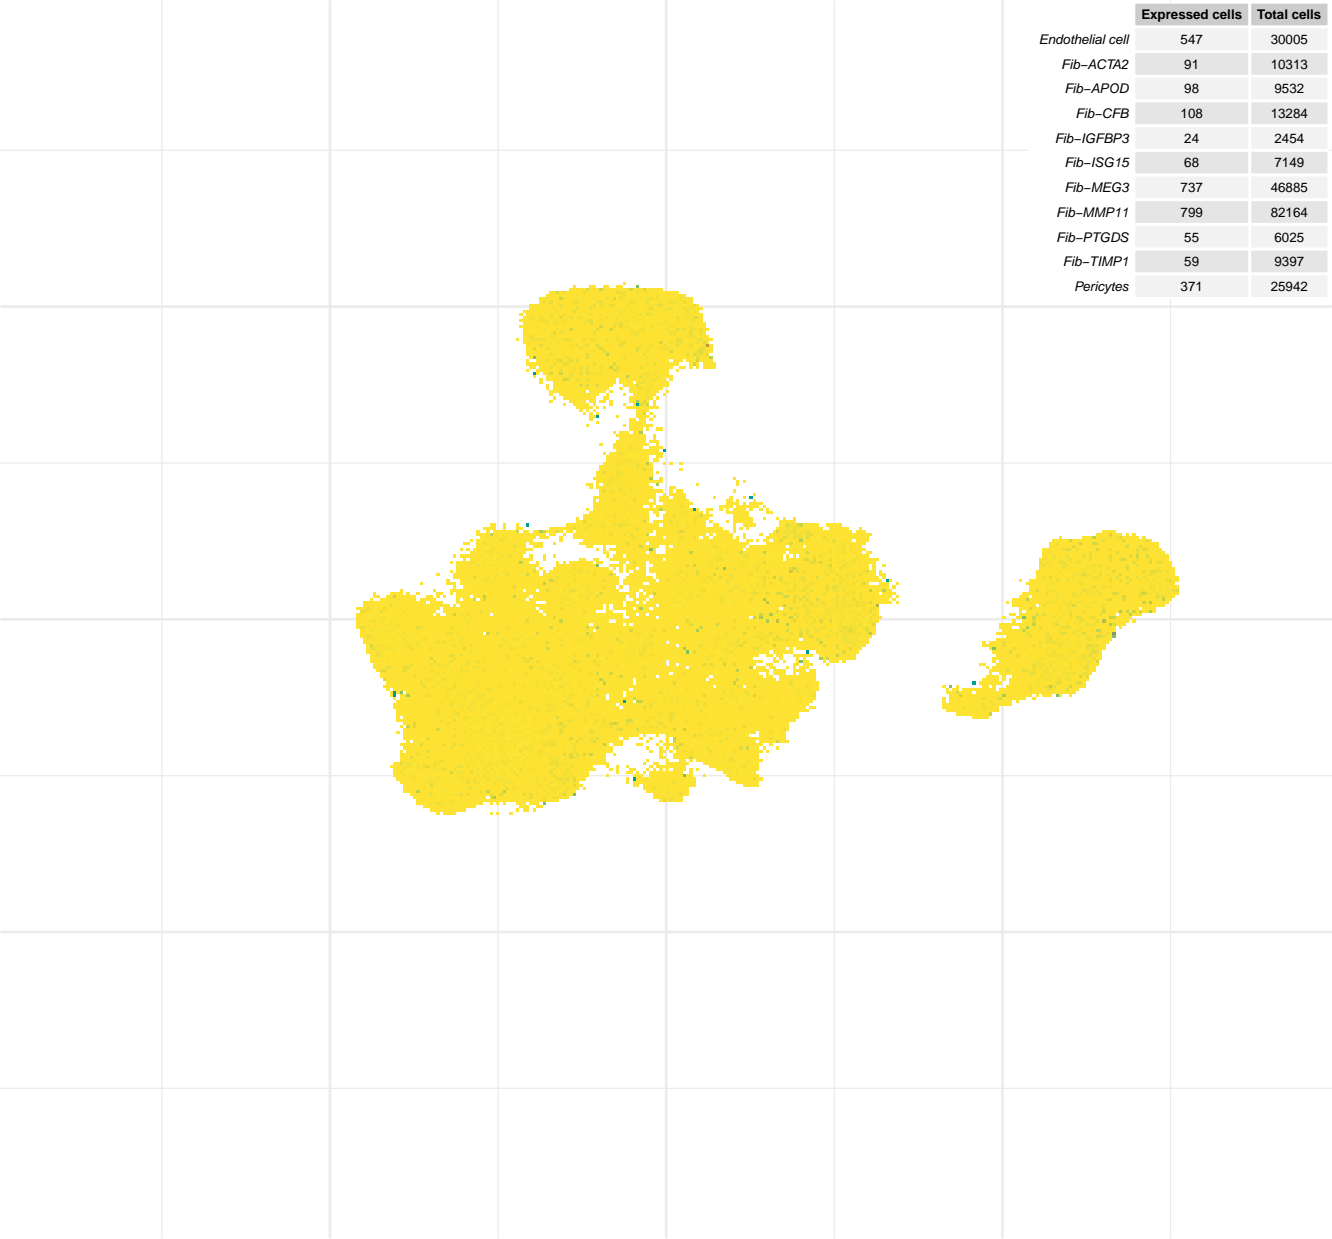 Expressed cells Total cells
Endothelial cell 547 30005
Fib−ACTA2 91 10313
Fib−APOD 98 9532
Fib−CFB 108 13284
Fib−IGFBP3 24 2454
Fib−ISG15 68 7149
Fib−MEG3 737 46885
Fib−MMP11 799 82164
Fib−PTGDS 55 6025
Fib−TIMP1 59 9397
Pericytes 371 25942